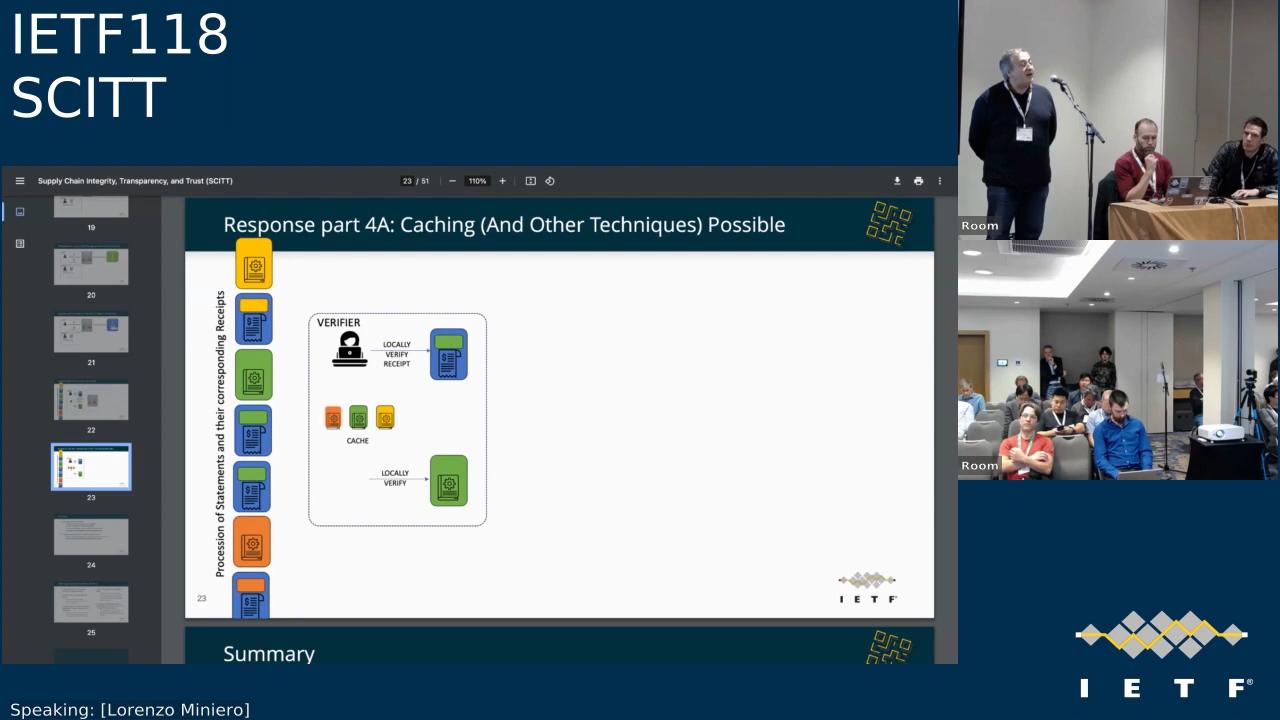 IETF118
SCITT
Supply Chain Integrity, Transparency, and Trust (SCITT)
23 / 51
110%
19
20
21
22
23
24
25
Response part 4A: Caching (And Other Techniques) Possible
Procession of Statements and their corresponding Receipts
VERIFIER
LOCALLY
VERIFY
RECEIPT
CACHE
LOCALLY
VERIFY
23
I E T F
Summary
Room
Room
I E T F®
Speaking: [Lorenzo Miniero]